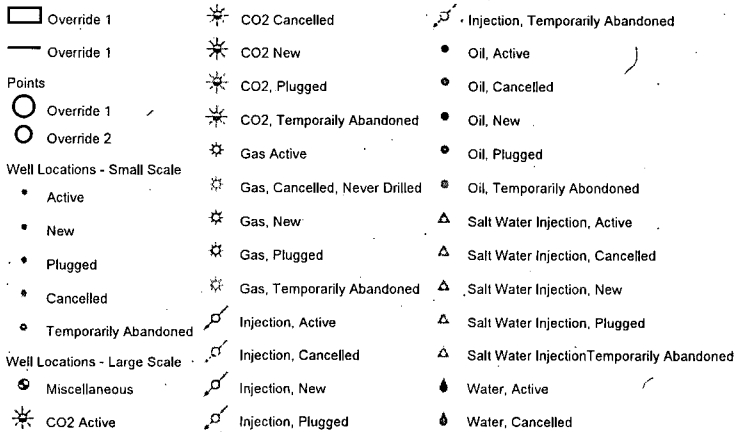 Override 1
Override 1
Points
Override 1
Override 2
Well Locations - Small Scale
Active
New
Plugged
Cancelled
Temporarily Abandoned
Well Locations - Large Scale
Miscellaneous
CO2 Active
CO2 Cancelled
CO2 New
CO2, Plugged
CO2, Temporaily Abandoned
Gas Active
Gas, Cancelled, Never Drilled
Gas, New
Gas, Plugged
Gas, Temporarily Abandoned
Injection, Active
Injection, Cancelled
Injection, New
Injection, Plugged
Injection, Temporarily Abandoned
Oil, Active
Oil, Cancelled
Oil, New
Oil, Plugged
Oil, Temporarily Abondoned
Salt Water Injection, Active
Salt Water Injection, Cancelled
Salt Water Injection, New
Salt Water Injection, Plugged
Salt Water InjectionTemporarily Abandoned
Water, Active
Water, Cancelled